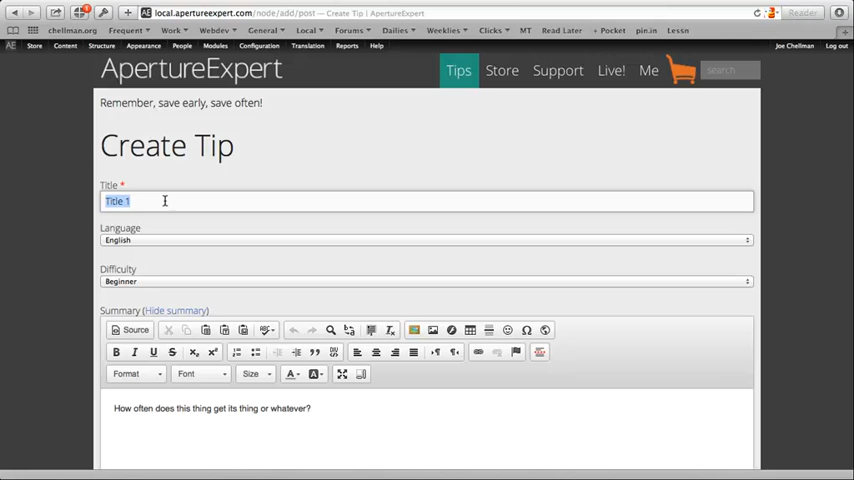 local.apertureexpert.com/node/add/post — Create Tip | ApertureExpert
Reader
chellman.org Frequent Work Webdev General Local Forums Dailies Weeklies Clicks MT Read Later + Pocket pin.in Lessn
AE Store Content Structure Appearance People Modules Configuration Translation Reports Help Joe Chellman Log out
ApertureExpert Tips Store Support Live! Me search
Remember, save early, save often!
Create Tip
Title *
Title 1
Language
English
Difficulty
Beginner
Summary (Hide summary)
Source
Format Font Size
How often does this thing get its thing or whatever?